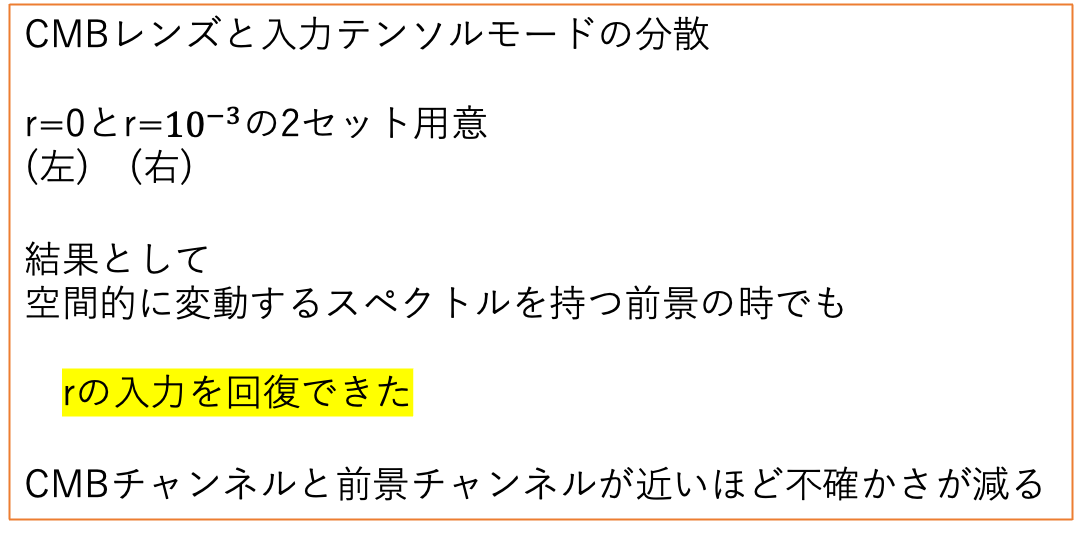 CMBレンズと入力テンソルモードの分散
r=0とr=10⁻³の2セット用意
(左) (右)
結果として
空間的に変動するスペクトルを持つ前景の時でも
rの入力を回復できた
CMBチャンネルと前景チャンネルが近いほど不確かさが減る